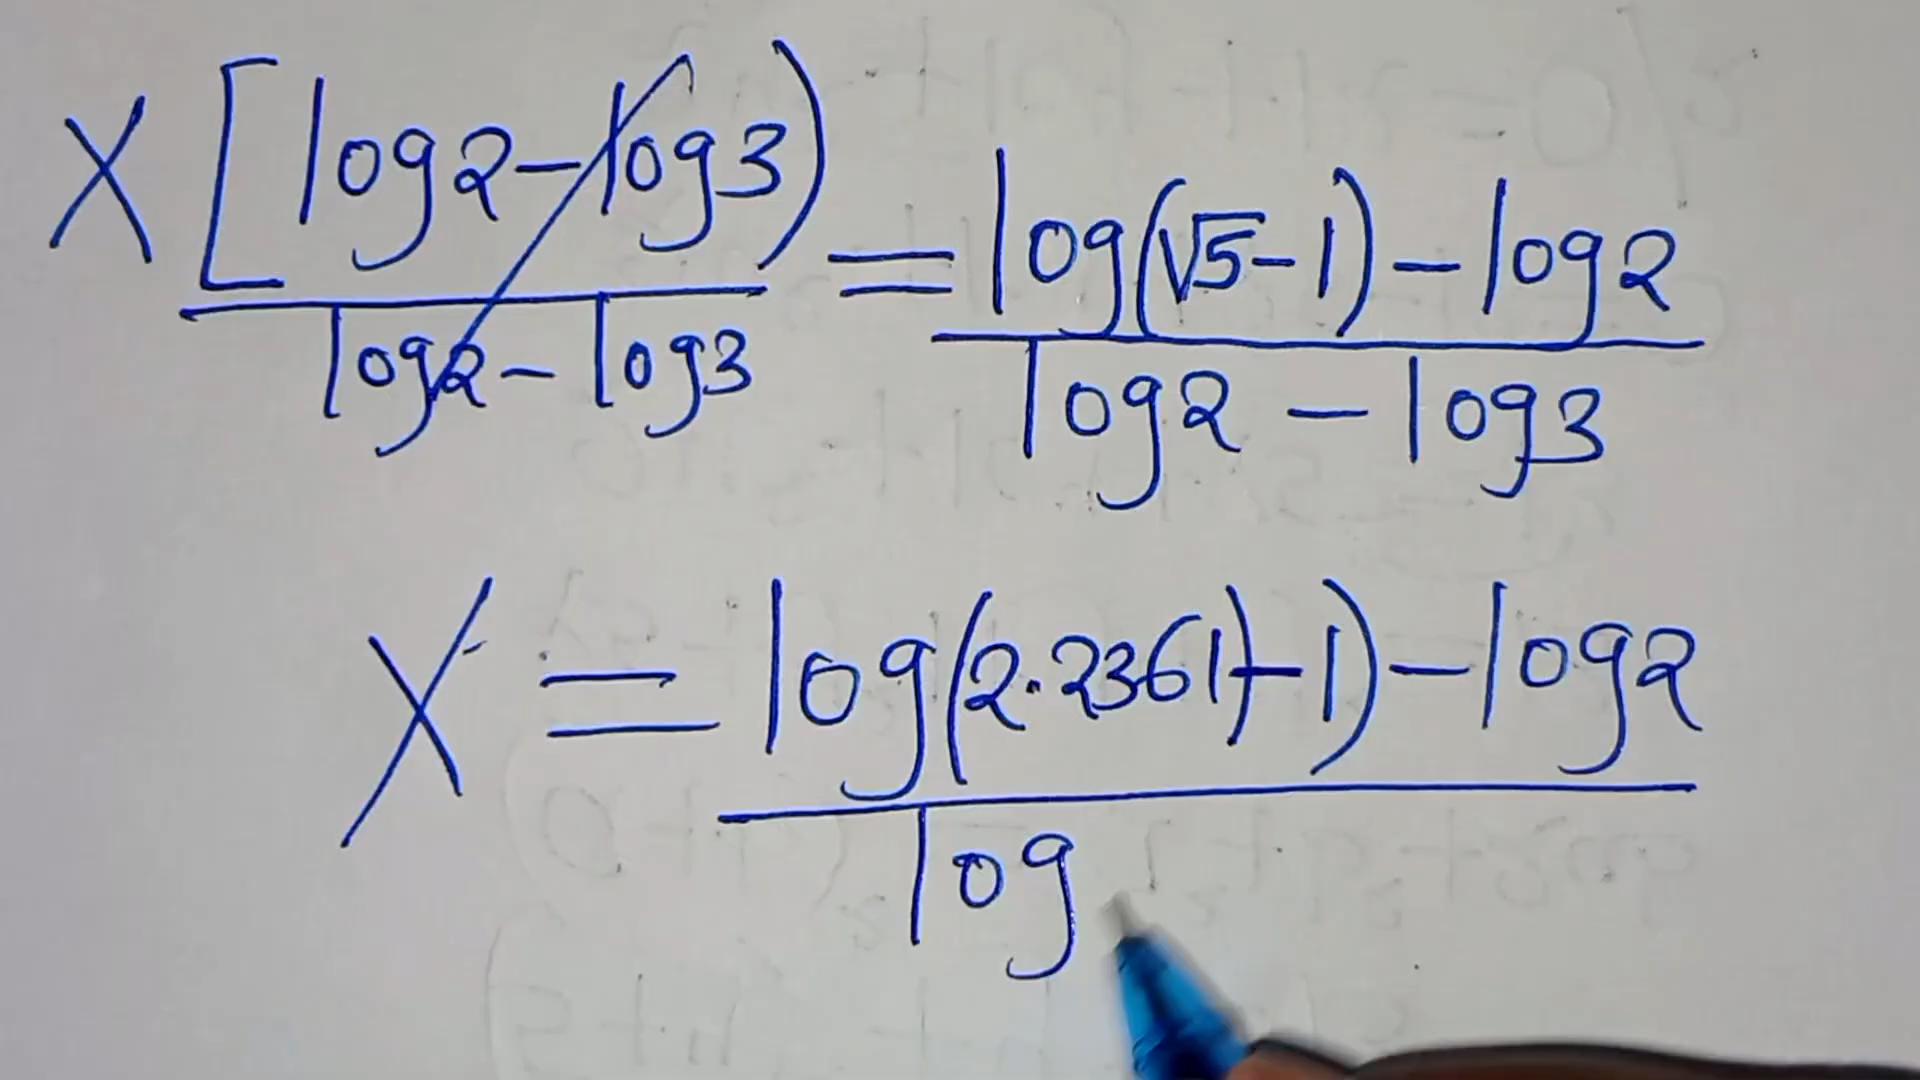 X [log2-log3) / log2-log3 = log(√5-1)-log2 / log2-log3
X = log(2.2361)-1)-log2 / log